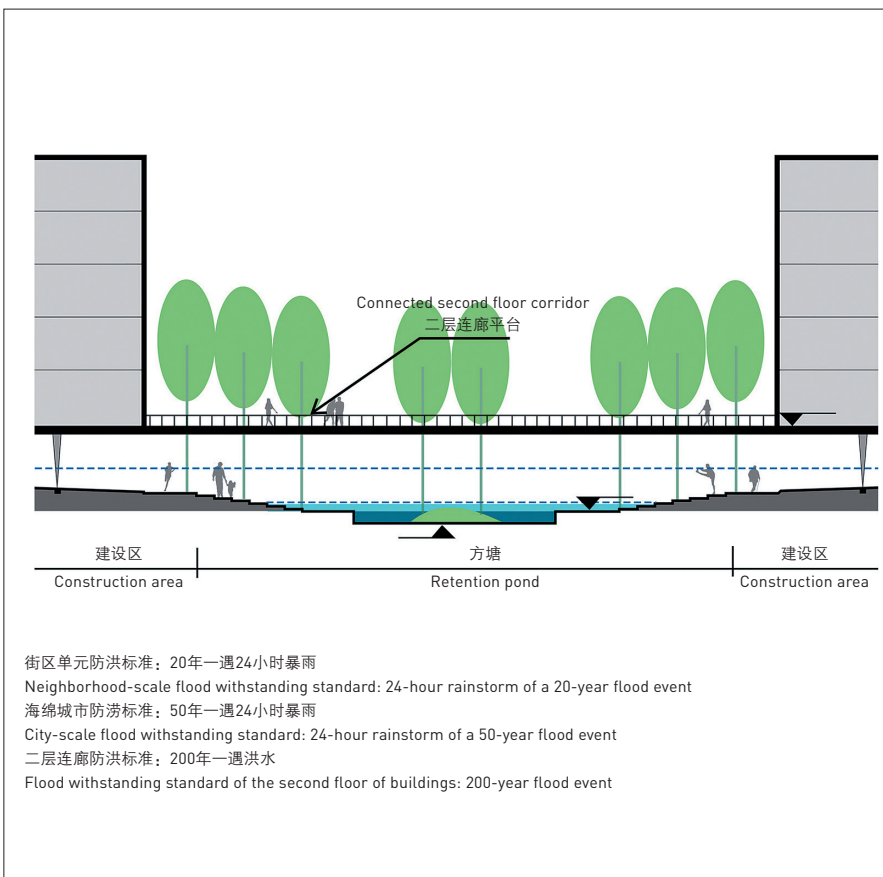 Connected second floor corridor
二层连廊平台
建设区
方塘
建设区
Construction area
Retention pond
Construction area
街区单元防洪标准：20年一遇24小时暴雨
Neighborhood-scale flood withstanding standard: 24-hour rainstorm of a 20-year flood event
海绵城市防涝标准：50年一遇24小时暴雨
City-scale flood withstanding standard: 24-hour rainstorm of a 50-year flood event
二层连廊防洪标准：200年一遇洪水
Flood withstanding standard of the second floor of buildings: 200-year flood event